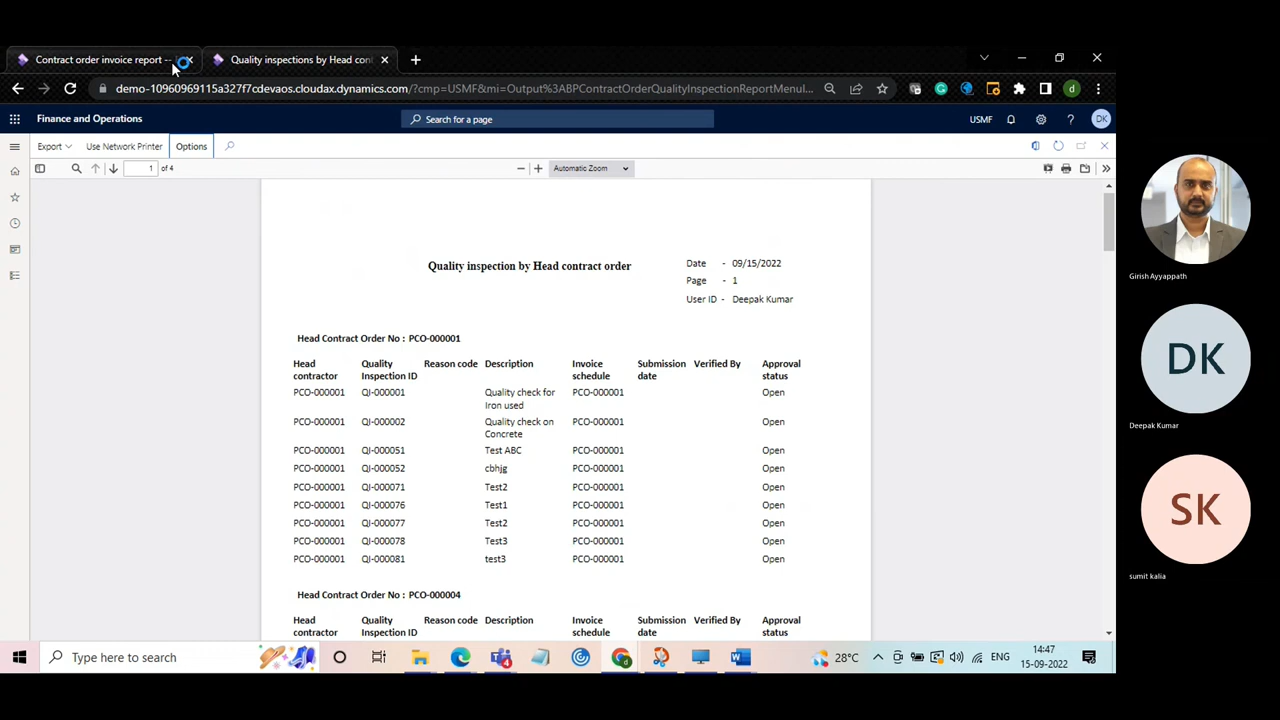 Contract order invoice report --
Quality inspections by Head cont
demo-10960969115a327f7cdevaos.cloudax.dynamics.com/?cmp=USMF&mi=Output%3ABPContractOrderQualityInspectionReportMenul...
d
Finance and Operations
Search for a page
USMF
?
DK
Export
Use Network Printer
Options
1 of 4
Automatic Zoom
Quality inspection by Head contract order
Date - 09/15/2022
Page - 1
User ID - Deepak Kumar
Head Contract Order No : PCO-000001
Head contractor Quality Inspection ID Reason code Description Invoice schedule Submission date Verified By Approval status
PCO-000001 QI-000001 Quality check for Iron used PCO-000001 Open
PCO-000001 QI-000002 Quality check on Concrete PCO-000001 Open
PCO-000001 QI-000051 Test ABC PCO-000001 Open
PCO-000001 QI-000052 cbhjg PCO-000001 Open
PCO-000001 QI-000071 Test2 PCO-000001 Open
PCO-000001 QI-000076 Test1 PCO-000001 Open
PCO-000001 QI-000077 Test2 PCO-000001 Open
PCO-000001 QI-000078 Test3 PCO-000001 Open
PCO-000001 QI-000081 test3 PCO-000001 Open
Head Contract Order No : PCO-000004
Head contractor Quality Inspection ID Reason code Description Invoice schedule Submission date Verified By Approval status
Girish Ayyappath
DK
Deepak Kumar
SK
sumit kalia
Type here to search
28°C
ENG
14:47
15-09-2022